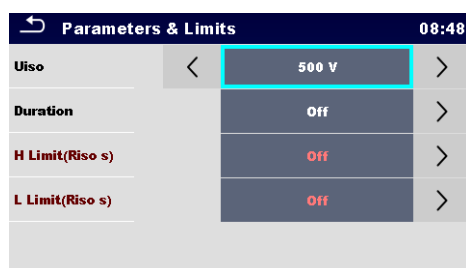 Parameters & Limits 08:48
Uiso 500 V
Duration Off
H Limit(Riso s) Off
L Limit(Riso s) Off